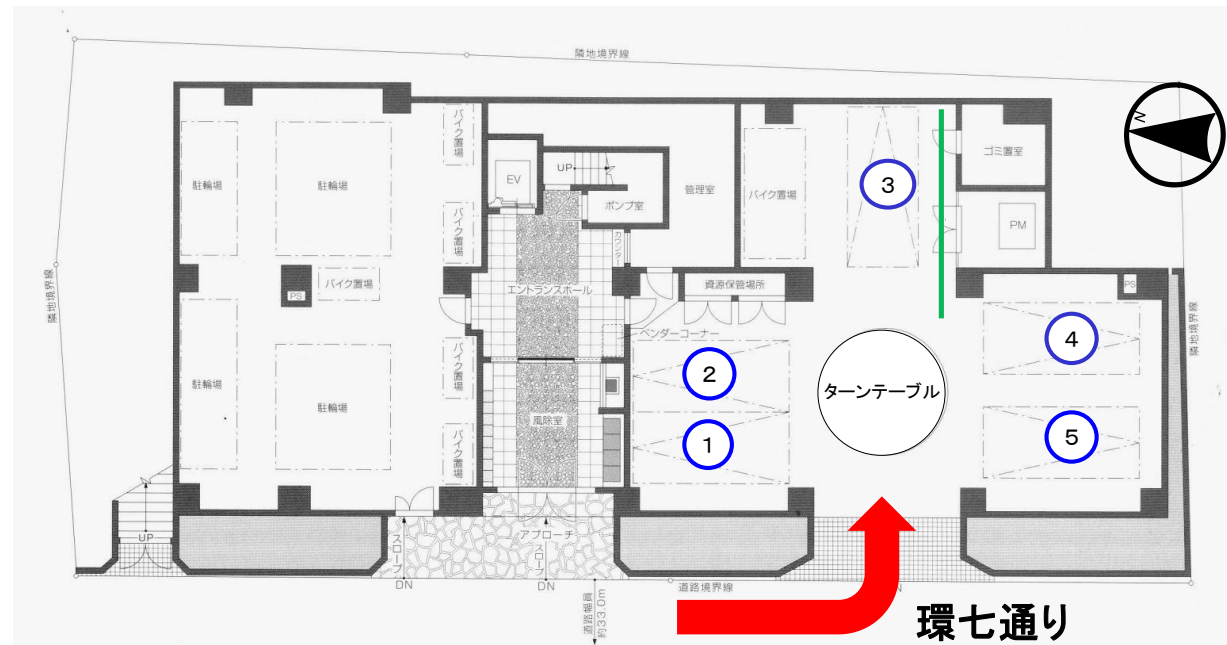 隣地境界線
N
バイク置場
駐輪場
駐輪場
EV
UP
ポンプ室
管理室
バイク置場
③
ゴミ置室
PM
隣地境界線
バイク置場
カウンター
PS
バイク置場
エントランスホール
資源保管場所
PS
隣地境界線
ベンダーコーナー
駐輪場
駐輪場
バイク置場
②
ターンテーブル
④
風除室
①
⑤
バイク置場
UP
スロープ
アプローチ
スロープ
DN
DN
道路境界線
N
道路幅員
約33.0m
環七通り